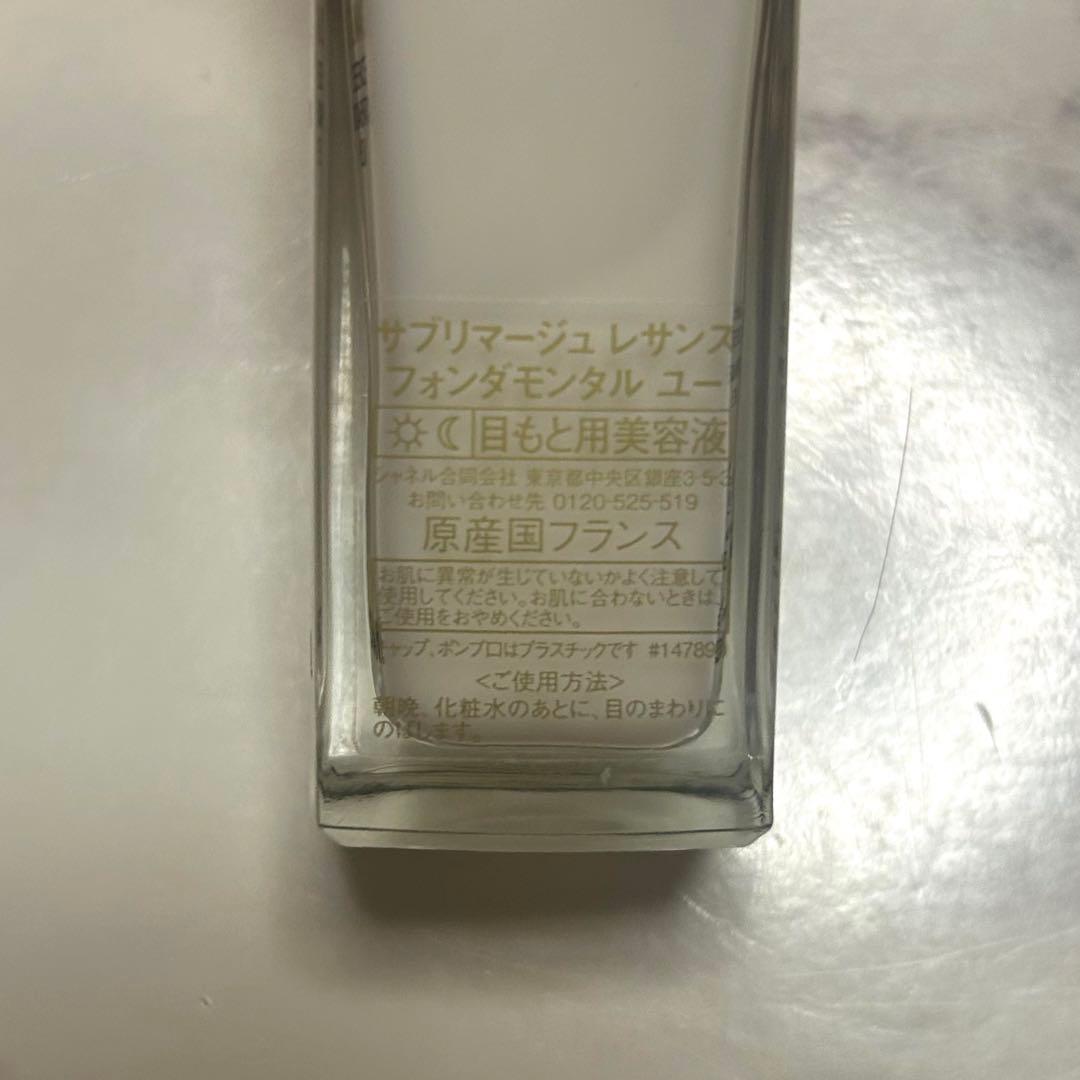 サブリマージュ レサンス
フォンダモンタル ユー
目もと用美容液
シャネル合同会社 東京都中央区銀座3-5-3
お問い合わせ先 0120-525-519
原産国フランス
お肌に異常が生じていないかよく注意して
使用してください。お肌に合わないときは、
ご使用をおやめください。
キャップ、ポンプロはプラスチックです
<ご使用方法>
朝晩、化粧水のあとに、目のまわりに
のばします。